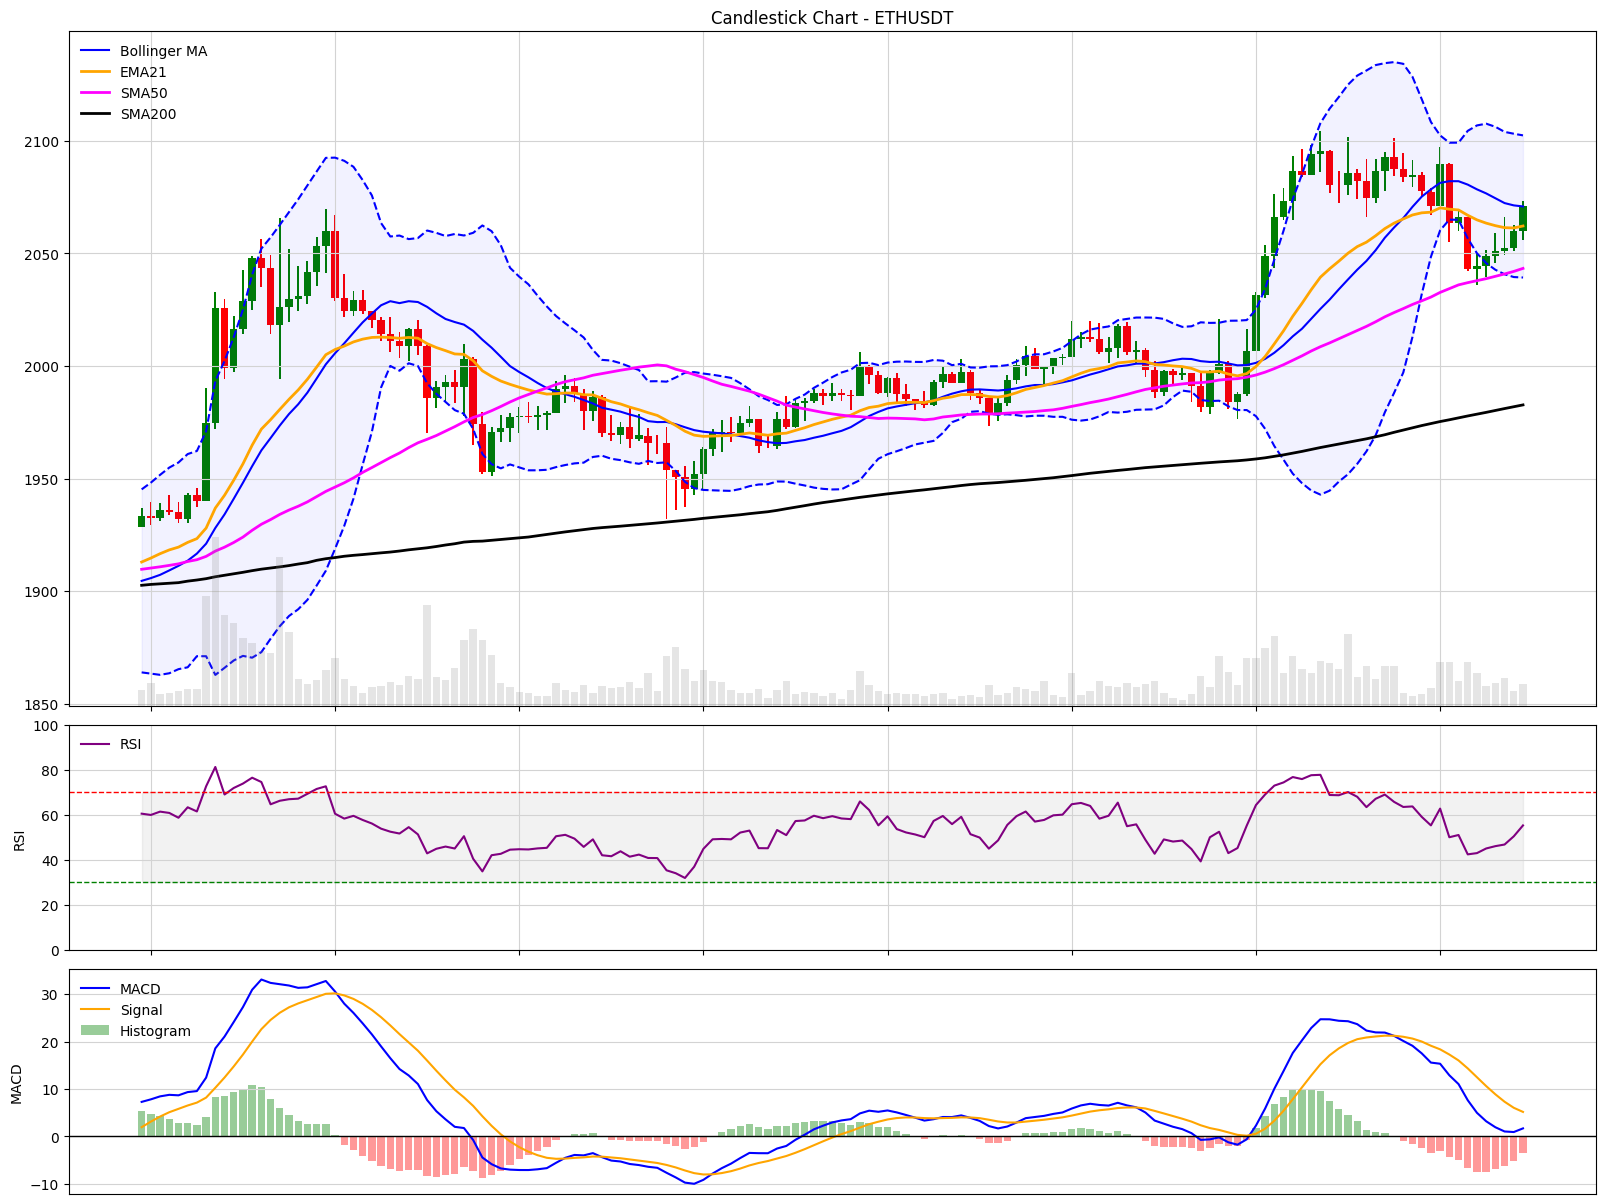 Candlestick Chart - ETHUSDT
Bollinger MA
EMA21
SMA50
SMA200
2100
2050
2000
1950
1900
1850
RSI
100
80
60
40
20
0
RSI
MACD
Signal
Histogram
30
20
10
0
−10
MACD